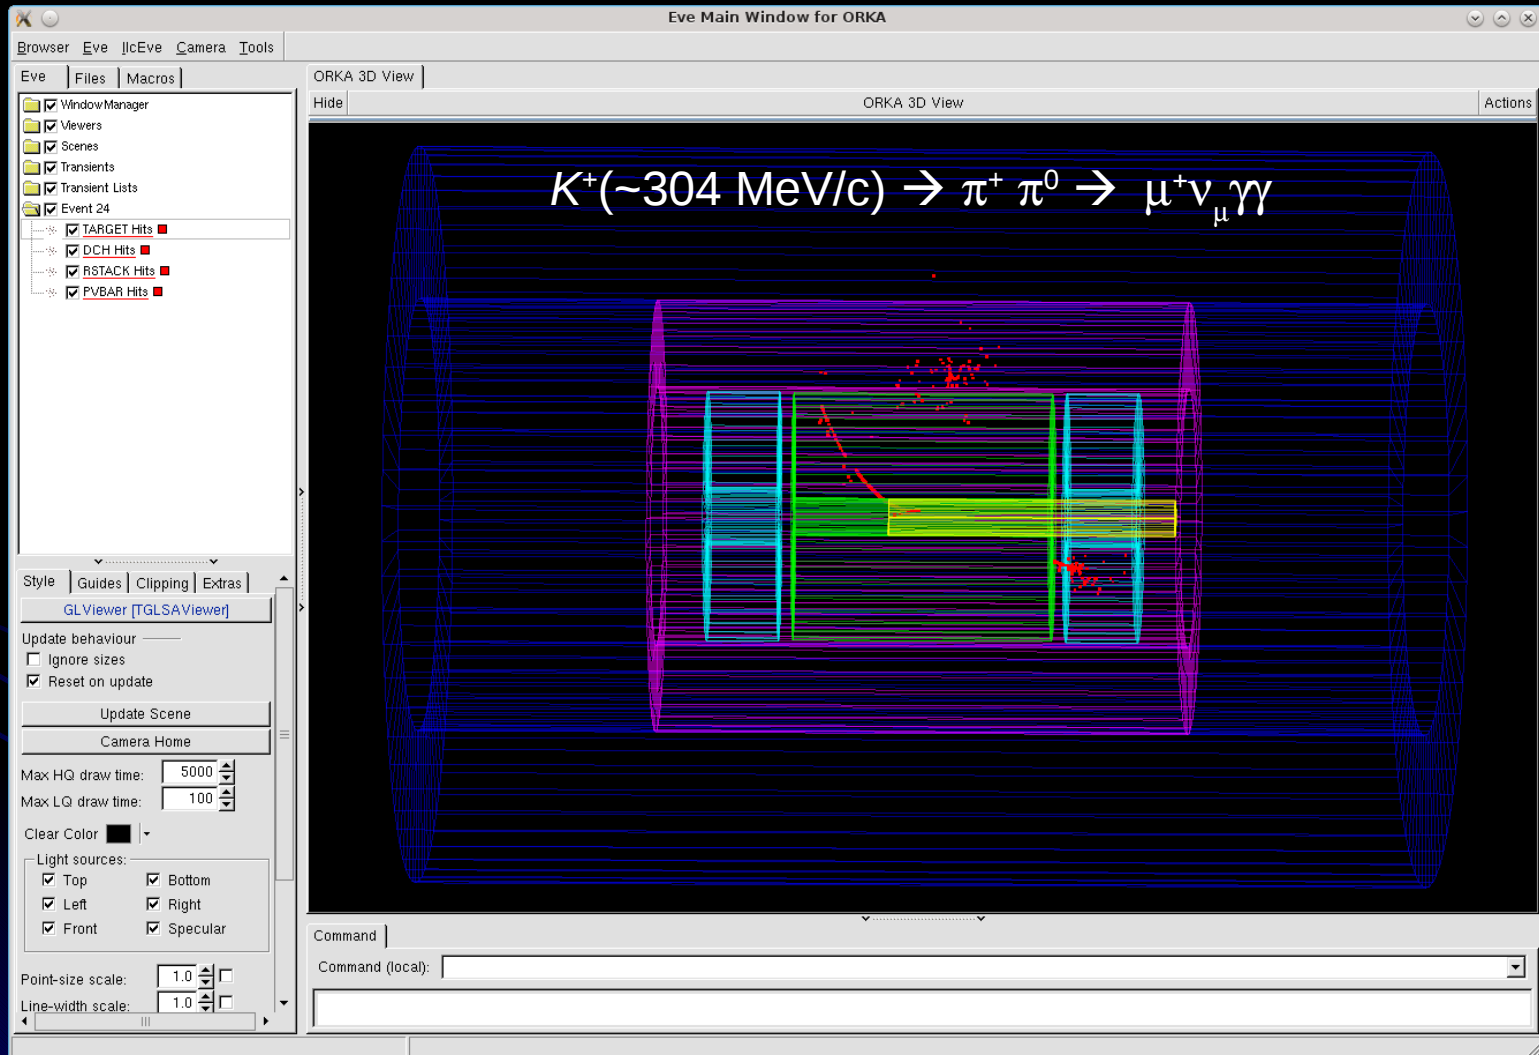 Eve Main Window for ORKA
Browser Eve IlcEve Camera Tools
Eve Files Macros
WindowManager
Viewers
Scenes
Transients
Transient Lists
Event 24
TARGET Hits
DCH Hits
RSTACK Hits
PVBAR Hits
Style Guides Clipping Extras
GLViewer [TGLSAViewer]
Update behaviour
Ignore sizes
Reset on update
Update Scene
Camera Home
Max HQ draw time: 5000
Max LQ draw time: 100
Clear Color
Light sources:
Top Bottom
Left Right
Front Specular
Point-size scale: 1.0
Line-width scale: 1.0
ORKA 3D View
Hide ORKA 3D View Actions
K⁺(~304 MeV/c) → π⁺ π⁰ → μ⁺ν_μγγ
Command
Command (local):